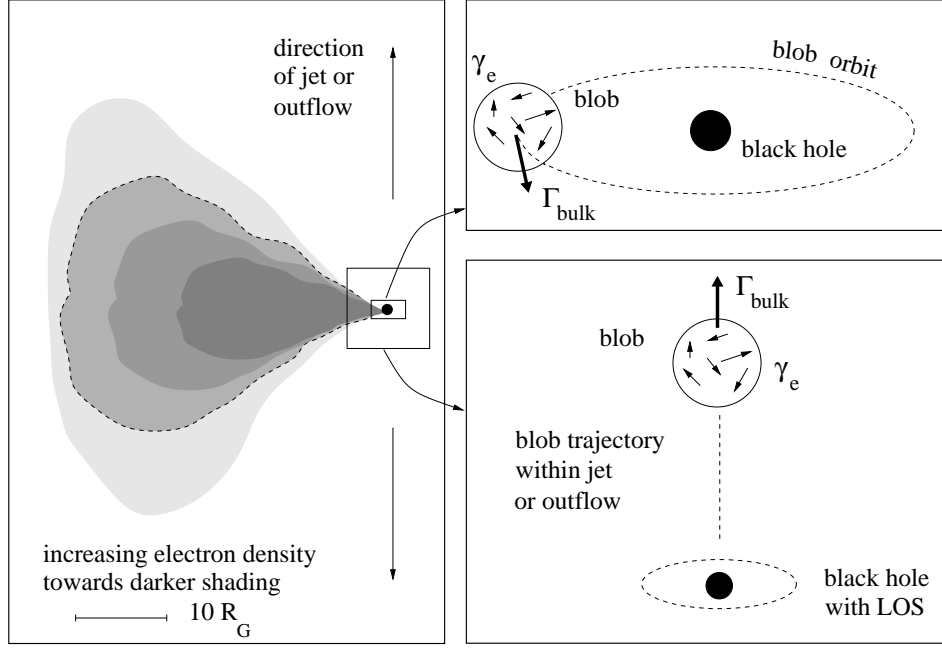 direction
of jet or
outflow
increasing electron density
towards darker shading
10 R_G
γ_e
blob
blob orbit
black hole
Γ_bulk
Γ_bulk
blob
γ_e
blob trajectory
within jet
or outflow
black hole
with LOS